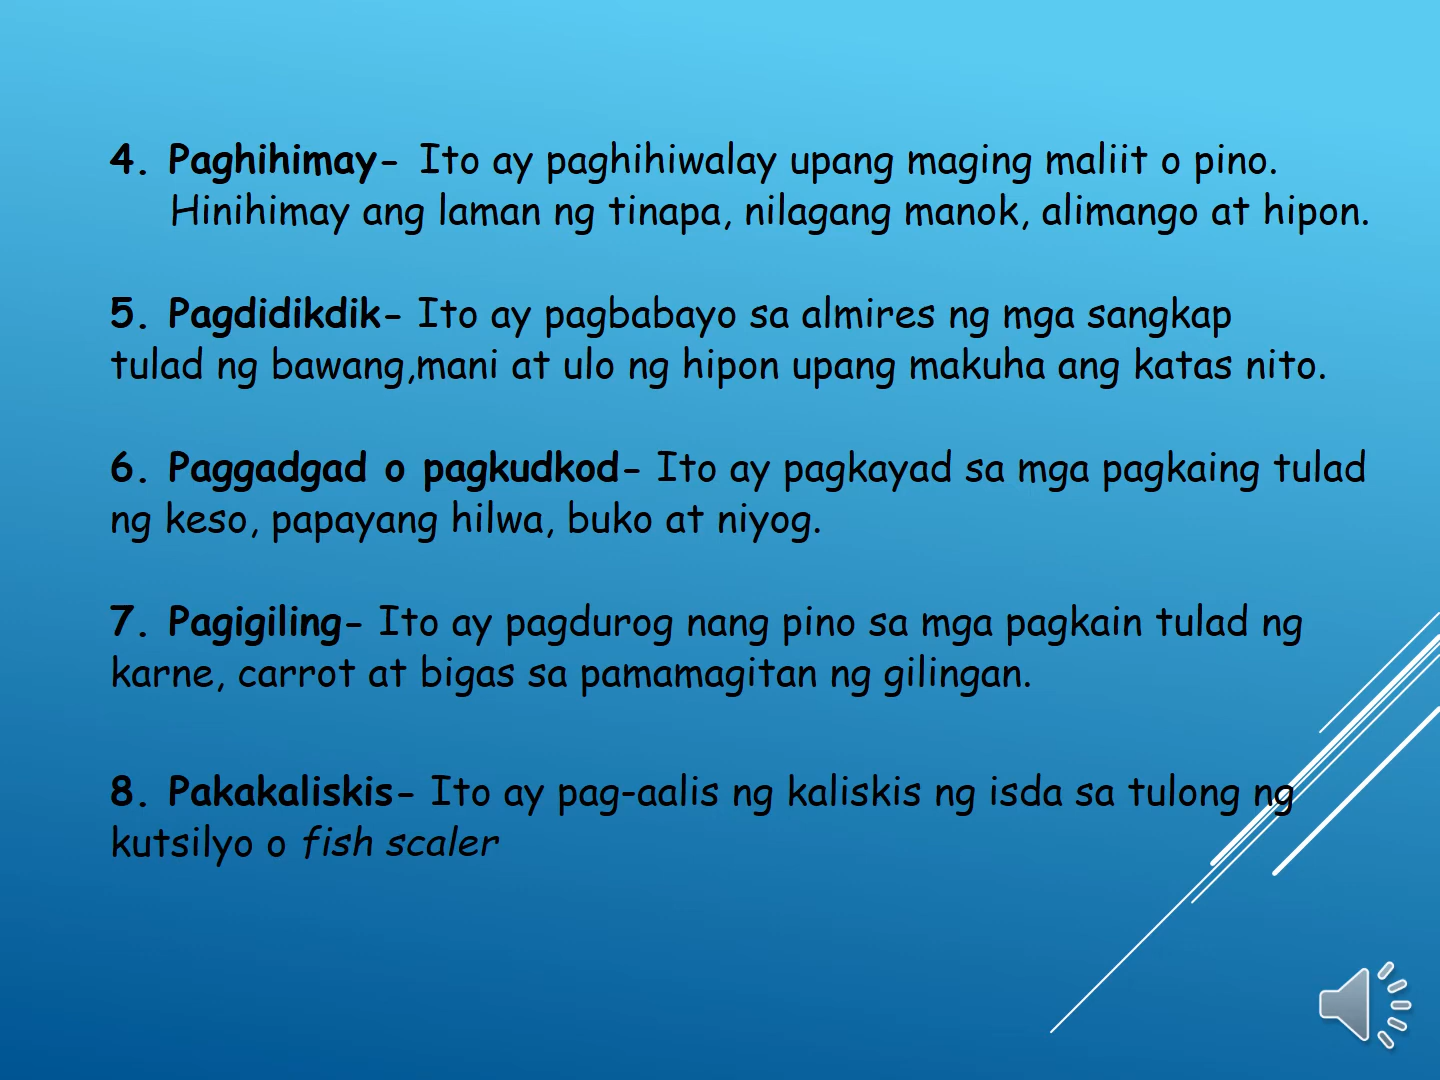 4. Paghihimay- Ito ay paghihiwalay upang maging maliit o pino.
Hinihimay ang laman ng tinapa, nilagang manok, alimango at hipon.
5. Pagdidikdik- Ito ay pagbabayo sa almires ng mga sangkap
tulad ng bawang,mani at ulo ng hipon upang makuha ang katas nito.
6. Paggadgad o pagkudkod- Ito ay pagkayad sa mga pagkaing tulad
ng keso, papayang hilwa, buko at niyog.
7. Pagigiling- Ito ay pagdurog nang pino sa mga pagkain tulad ng
karne, carrot at bigas sa pamamagitan ng gilingan.
8. Pakakaliskis- Ito ay pag-aalis ng kaliskis ng isda sa tulong ng
kutsilyo o fish scaler